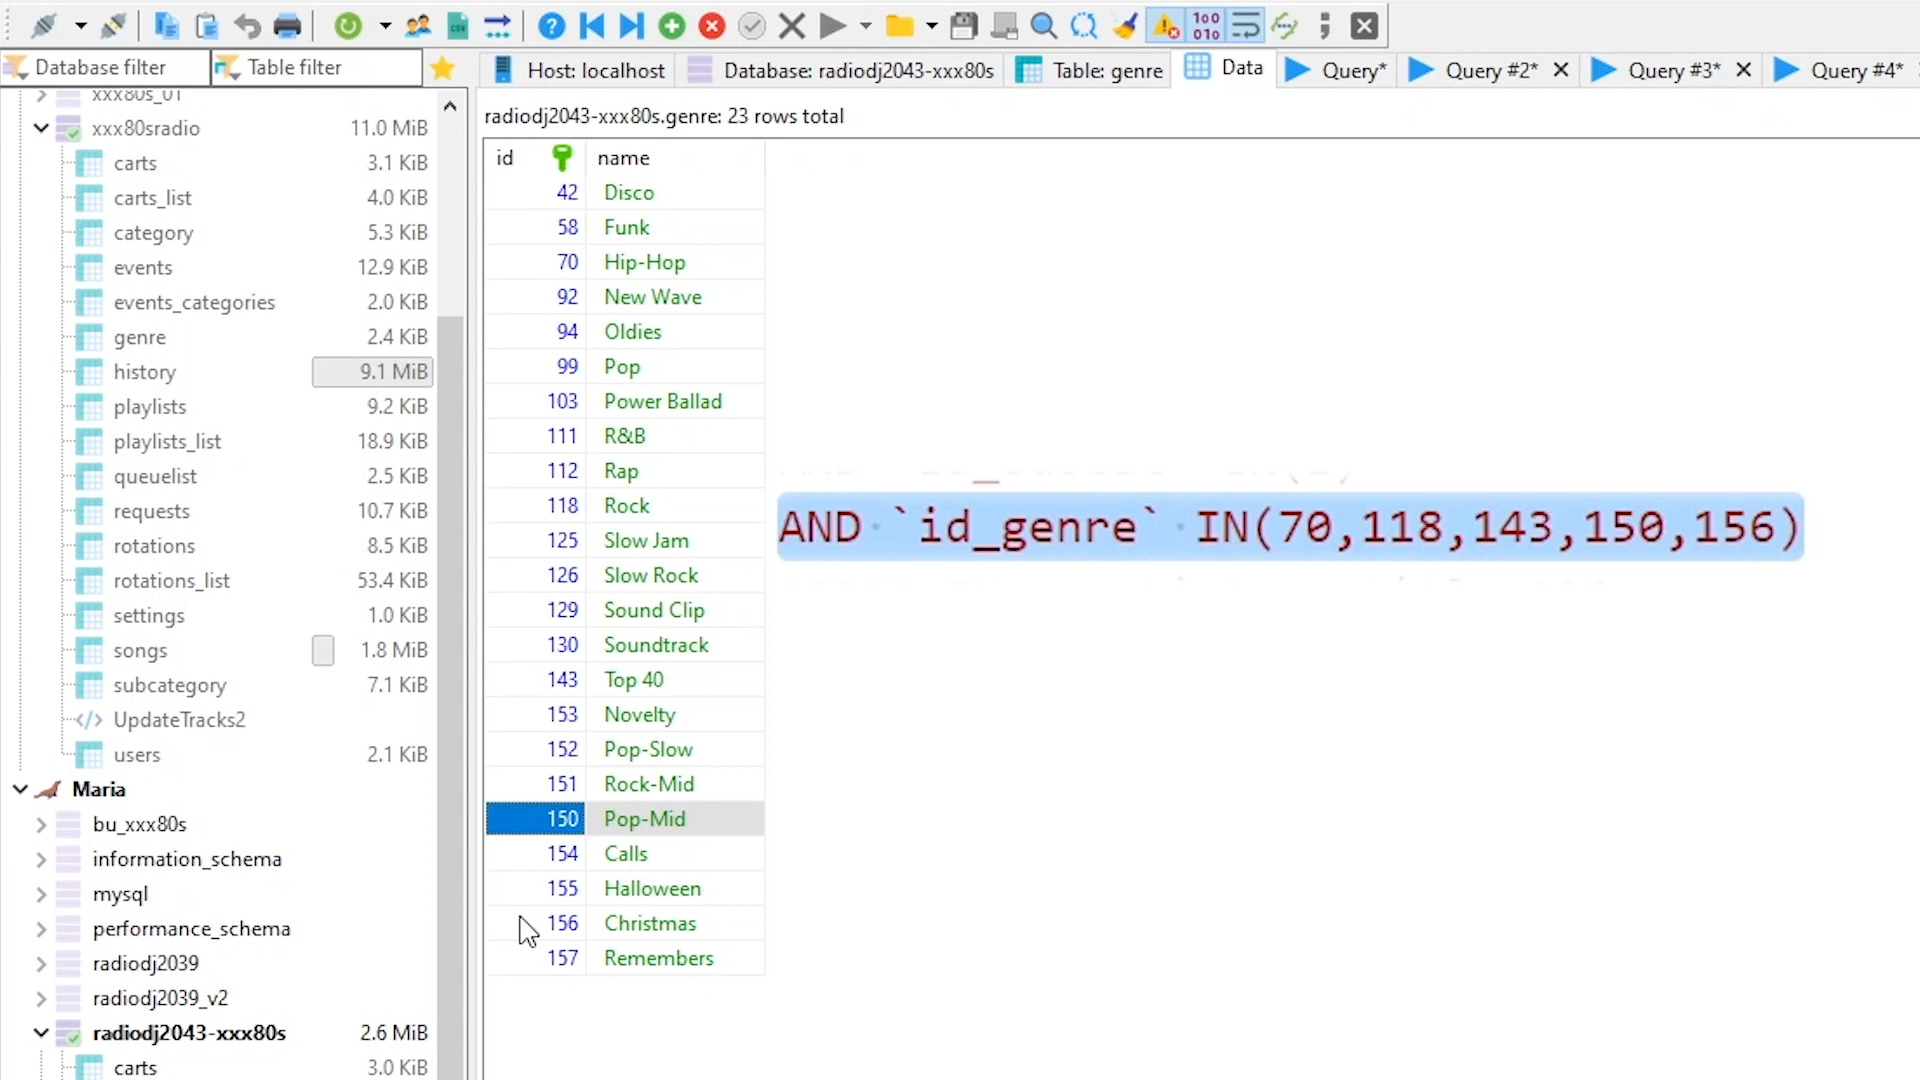 Database filter
Table filter
Host: localhost
Database: radiodj2043-xxx80s
Table: genre
Data
Query*
Query #2*
Query #3*
Query #4*
xxx80s_01
xxx80sradio 11.0 MiB
carts 3.1 KiB
carts_list 4.0 KiB
category 5.3 KiB
events 12.9 KiB
events_categories 2.0 KiB
genre 2.4 KiB
history 9.1 MiB
playlists 9.2 KiB
playlists_list 18.9 KiB
queuelist 2.5 KiB
requests 10.7 KiB
rotations 8.5 KiB
rotations_list 53.4 KiB
settings 1.0 KiB
songs 1.8 MiB
subcategory 7.1 KiB
UpdateTracks2
users 2.1 KiB
Maria
bu_xxx80s
information_schema
mysql
performance_schema
radiodj2039
radiodj2039_v2
radiodj2043-xxx80s 2.6 MiB
carts 3.0 KiB
radiodj2043-xxx80s.genre: 23 rows total
id name
42 Disco
58 Funk
70 Hip-Hop
92 New Wave
94 Oldies
99 Pop
103 Power Ballad
111 R&B
112 Rap
118 Rock
125 Slow Jam
126 Slow Rock
129 Sound Clip
130 Soundtrack
143 Top 40
153 Novelty
152 Pop-Slow
151 Rock-Mid
150 Pop-Mid
154 Calls
155 Halloween
156 Christmas
157 Remembers
AND `id_genre` IN(70,118,143,150,156)